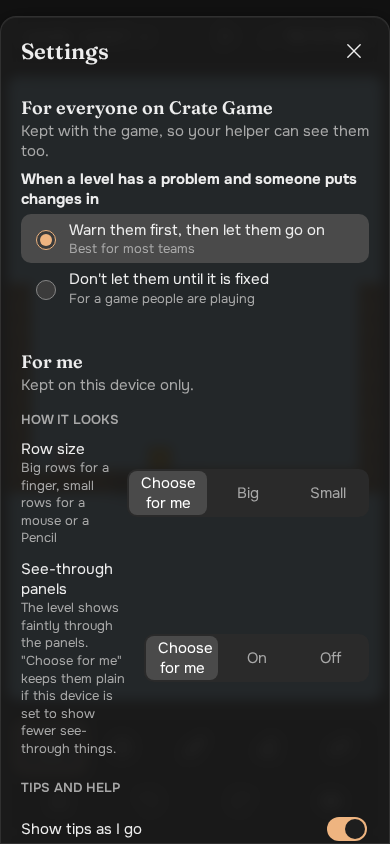 Settings
For everyone on Crate Game
Kept with the game, so your helper can see them
too.
When a level has a problem and someone puts
changes in
Warn them first, then let them go on
Best for most teams
Don't let them until it is fixed
For a game people are playing
For me
Kept on this device only.
HOW IT LOOKS
Row size
Big rows for a
finger, small
rows for a
mouse or a
Pencil
Choose
for me
Big
Small
See-through
panels
The level shows
faintly through
the panels.
"Choose for me"
keeps them plain
if this device is
set to show
fewer see-
through things.
Choose
for me
On
Off
TIPS AND HELP
Show tips as I go